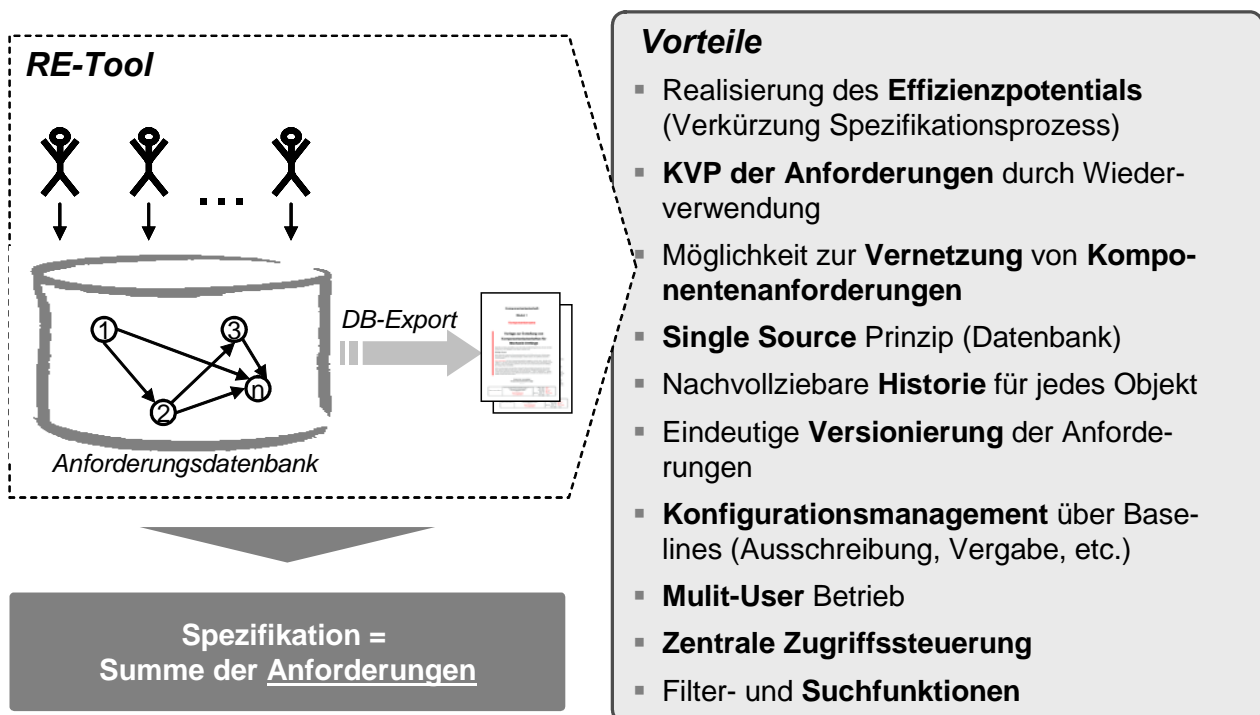 RE-Tool
...
DB-Export
1
3
2
n
Anforderungsdatenbank
Spezifikation =
Summe der Anforderungen
Vorteile
Realisierung des Effizienzpotentials
(Verkürzung Spezifikationsprozess)
KVP der Anforderungen durch Wieder-
verwendung
Möglichkeit zur Vernetzung von Kompo-
nentenanforderungen
Single Source Prinzip (Datenbank)
Nachvollziebare Historie für jedes Objekt
Eindeutige Versionierung der Anforde-
rungen
Konfigurationsmanagement über Base-
lines (Ausschreibung, Vergabe, etc.)
Mulit-User Betrieb
Zentrale Zugriffssteuerung
Filter- und Suchfunktionen